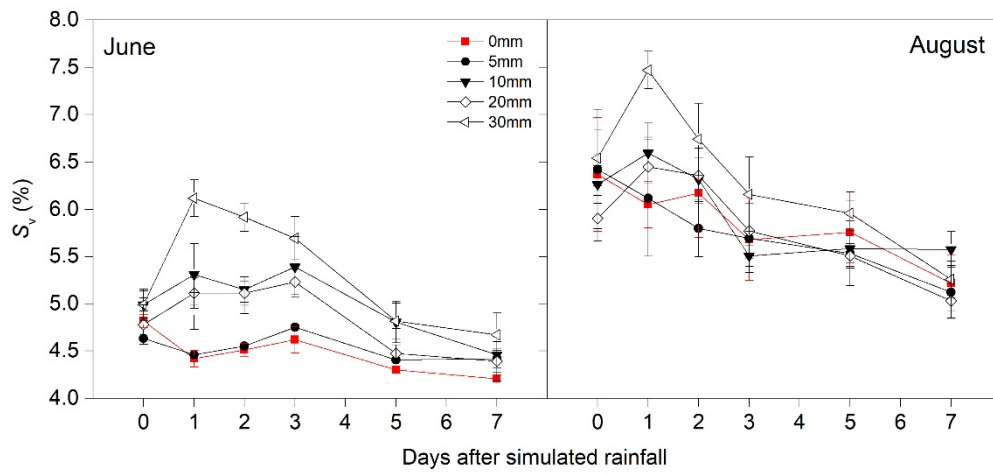 June
August
0mm
5mm
10mm
20mm
30mm
8.0
7.5
7.0
6.5
6.0
5.5
5.0
4.5
4.0
Sv (%)
0 1 2 3 4 5 6 7 0 1 2 3 4 5 6 7
Days after simulated rainfall